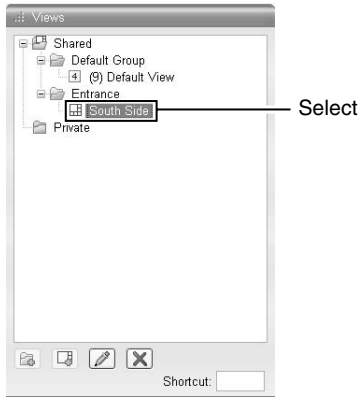 Views
Shared
Default Group
4 (9) Default View
Entrance
South Side
Select
Private
Shortcut: